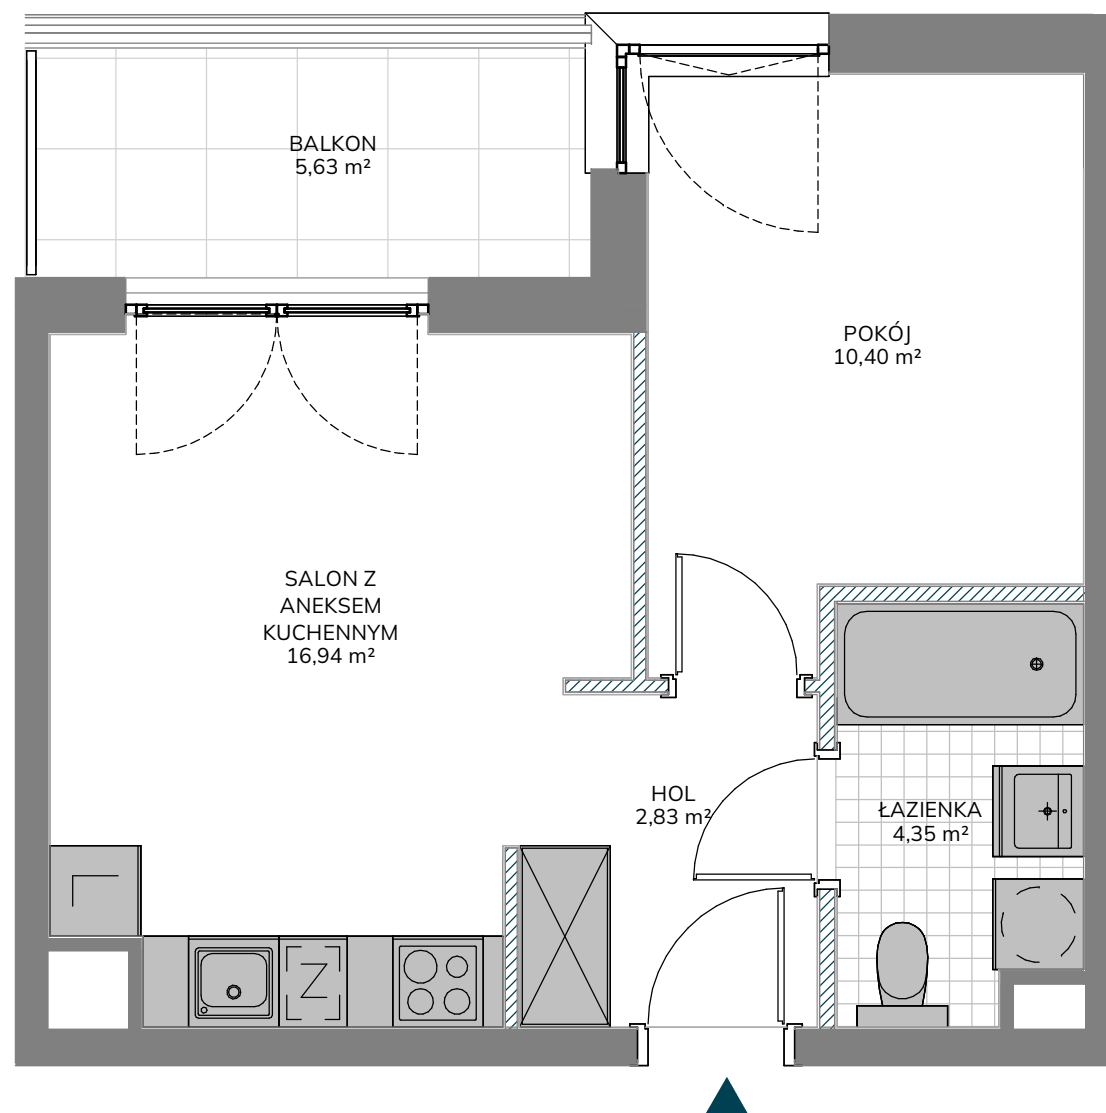 BALKON
5,63 m²
POKÓJ
10,40 m²
SALON Z
ANEKSEM
KUCHENNYM
16,94 m²
HOL
2,83 m²
ŁAZIENKA
4,35 m²
Z